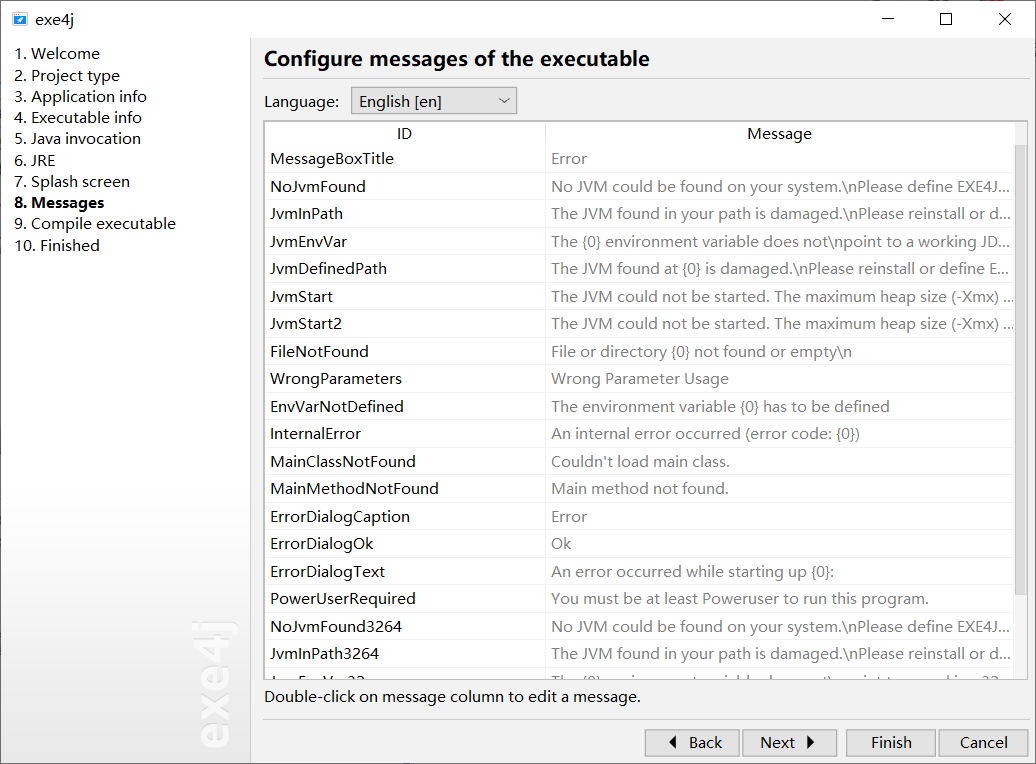 exe4j
1. Welcome
2. Project type
3. Application info
4. Executable info
5. Java invocation
6. JRE
7. Splash screen
8. Messages
9. Compile executable
10. Finished
exe4j
Configure messages of the executable
Language: English [en]
ID Message
MessageBoxTitle Error
NoJvmFound No JVM could be found on your system.\nPlease define EXE4J...
JvmInPath The JVM found in your path is damaged.\nPlease reinstall or d...
JvmEnvVar The {0} environment variable does not\npoint to a working JD...
JvmDefinedPath The JVM found at {0} is damaged.\nPlease reinstall or define E...
JvmStart The JVM could not be started. The maximum heap size (-Xmx) ...
JvmStart2 The JVM could not be started. The maximum heap size (-Xmx) ...
FileNotFound File or directory {0} not found or empty\n
WrongParameters Wrong Parameter Usage
EnvVarNotDefined The environment variable {0} has to be defined
InternalError An internal error occurred (error code: {0})
MainClassNotFound Couldn't load main class.
MainMethodNotFound Main method not found.
ErrorDialogCaption Error
ErrorDialogOk Ok
ErrorDialogText An error occurred while starting up {0}:
PowerUserRequired You must be at least Poweruser to run this program.
NoJvmFound3264 No JVM could be found on your system.\nPlease define EXE4J...
JvmInPath3264 The JVM found in your path is damaged.\nPlease reinstall or d...
Double-click on message column to edit a message.
Back Next Finish Cancel